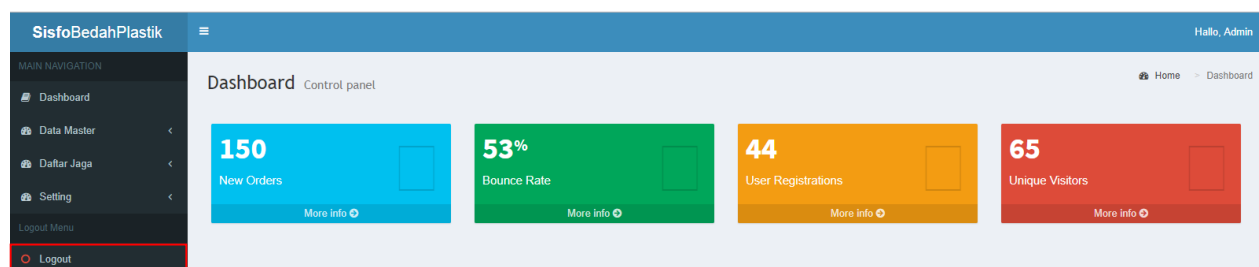 SisfoBedahPlastik
Hallo, Admin
MAIN NAVIGATION
Dashboard
Data Master
Daftar Jaga
Setting
Logout Menu
Logout
Dashboard Control panel
Home > Dashboard
150
New Orders
More info
53%
Bounce Rate
More info
44
User Registrations
More info
65
Unique Visitors
More info